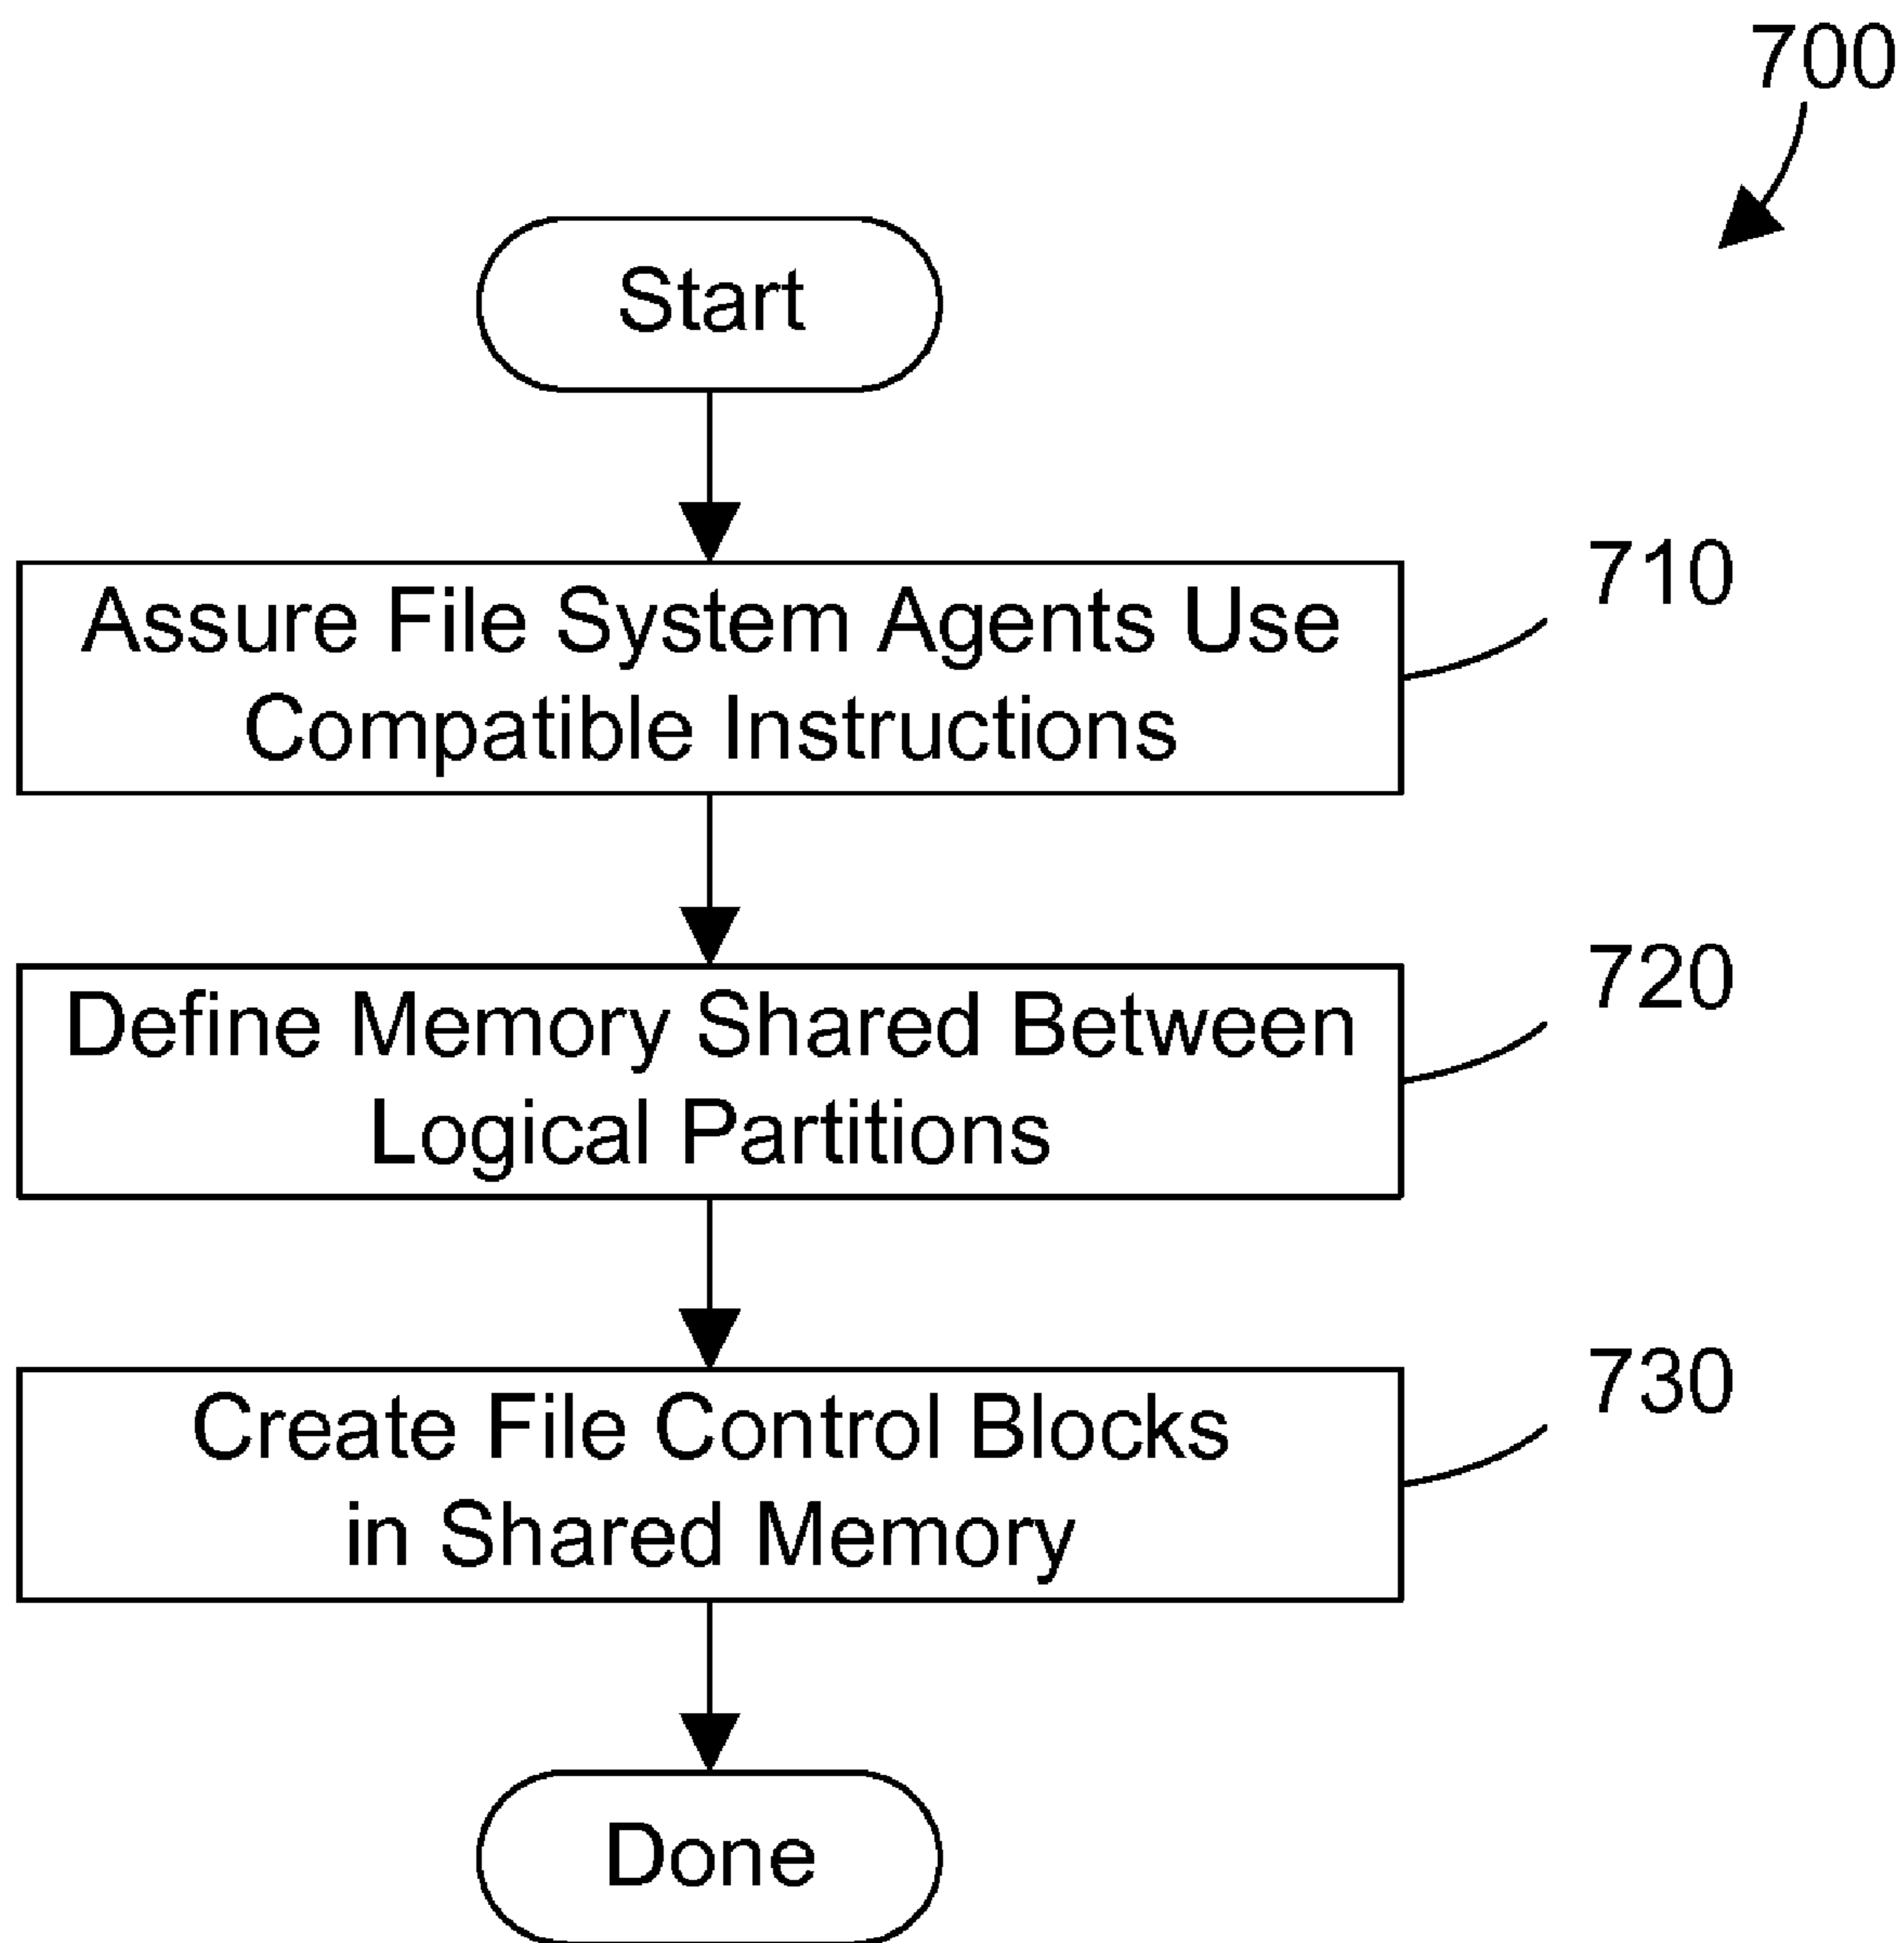 700
Start
Assure File System Agents Use
Compatible Instructions
710
Define Memory Shared Between
Logical Partitions
720
Create File Control Blocks
in Shared Memory
730
Done